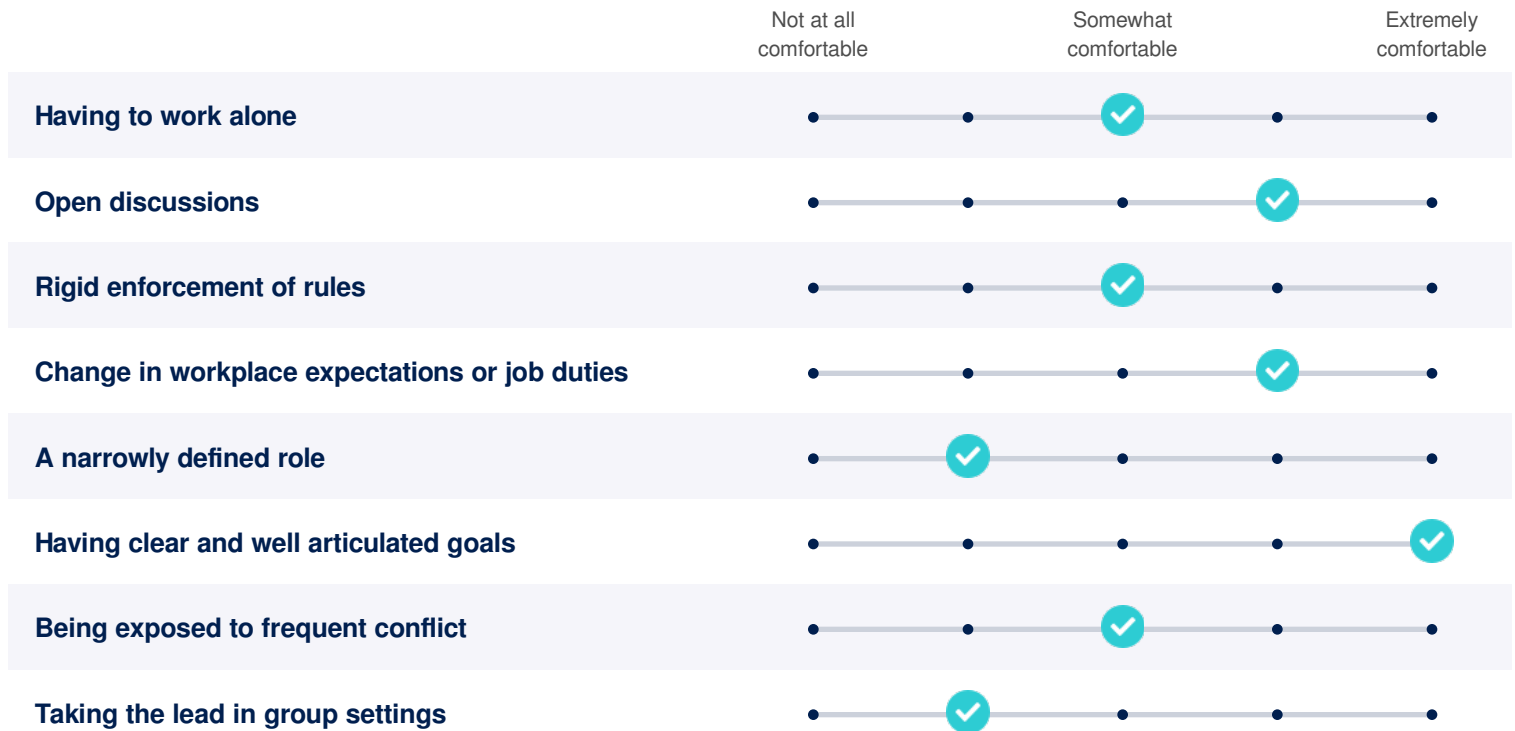 Not at all
comfortable
Somewhat
comfortable
Extremely
comfortable
Having to work alone
Open discussions
Rigid enforcement of rules
Change in workplace expectations or job duties
A narrowly defined role
Having clear and well articulated goals
Being exposed to frequent conflict
Taking the lead in group settings